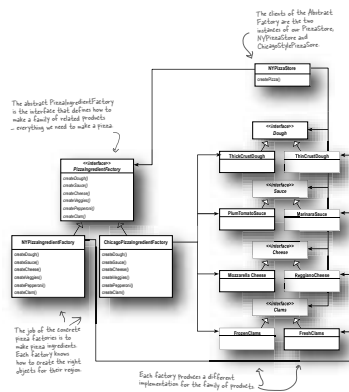 The clients of the Abstract
Factory are the two
instances of our PizzaStore,
NYPizzaStore and
ChicagoStylePizzaSore.
NYPizzaStore
createPizza()
The abstract PizzaIngredientFactory
is the interface that defines how to
make a family of related products
- everything we need to make a pizza.
<<interface>>
PizzaIngredientFactory
createDough()
createSauce()
createCheese()
createVeggies()
createPepperoni()
createClam()
NYPizzaIngredientFactory
createDough()
createSauce()
createCheese()
createVeggies()
createPepperoni()
createClam()
ChicagoPizzaIngredientFactory
createDough()
createSauce()
createCheese()
createVeggies()
createPepperoni()
createClam()
The job of the concrete
pizza factories is to
make pizza ingredients.
Each factory knows
how to create the right
objects for their region.
<<interface>>
Dough
ThickCrustDough
ThinCrustDough
<<interface>>
Sauce
PlumTomatoSauce
MarinaraSauce
<<interface>>
Cheese
Mozzarella Cheese
ReggianoCheese
<<interface>>
Clams
FrozenClams
FreshClams
Each factory produces a different
implementation for the family of products.